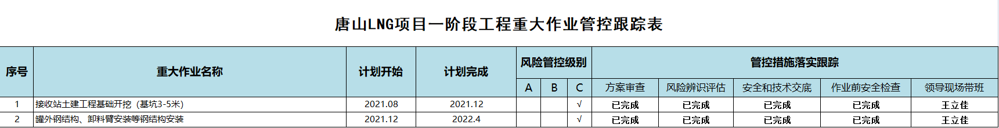 唐山LNG项目一阶段工程重大作业管控跟踪表
序号 重大作业名称 计划开始 计划完成 风险管控级别 管控措施落实跟踪
A B C 方案审查 风险辨识评估 安全和技术交底 作业前安全检查 领导现场带班
1 接收站土建工程基础开挖（基坑3-5米） 2021.08 2021.12 √ 已完成 已完成 已完成 已完成 王立佳
2 罐外钢结构、卸料臂安装等钢结构安装 2021.12 2022.4 √ 已完成 已完成 已完成 已完成 王立佳